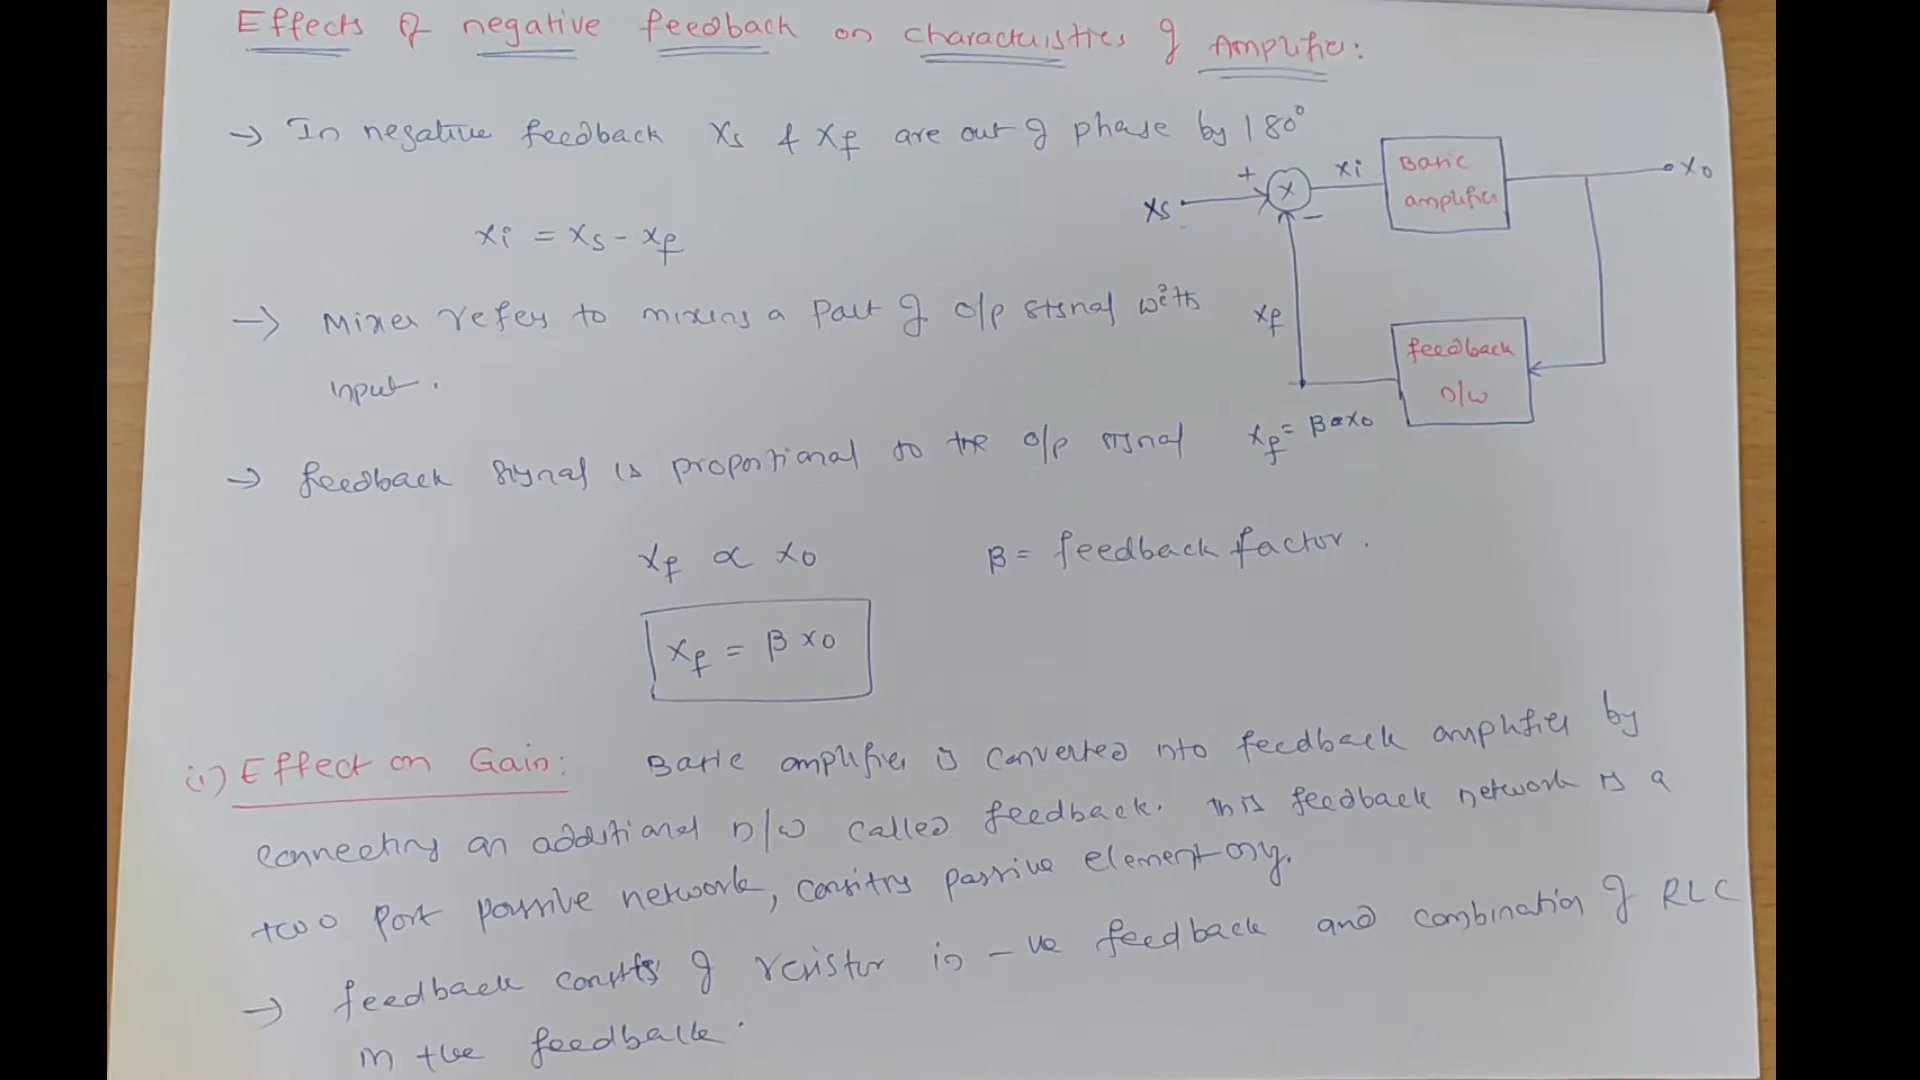 Effects of negative feedback on characteristics of Amplifier:
→ In negative feedback Xs & Xf are out of phase by 180°
+ Xi Basic amplifier Xo
Xs X −
Xi = Xs - Xf
→ Mixer refers to mixing a part of o/p signal with
input.
Xf
feedback n/w
→ feedback signal is proportional to the o/p signal
Xf = β Xo
Xf ∝ Xo β = feedback factor.
Xf = β Xo
(i) Effect on Gain: Basic amplifier is converted into feedback amplifier by
connecting an additional n/w called feedback. This feedback network is a
two port passive network, passive element only.
→ feedback consists of resistor in -ve feedback and combination of RLC
in +ve feedback.